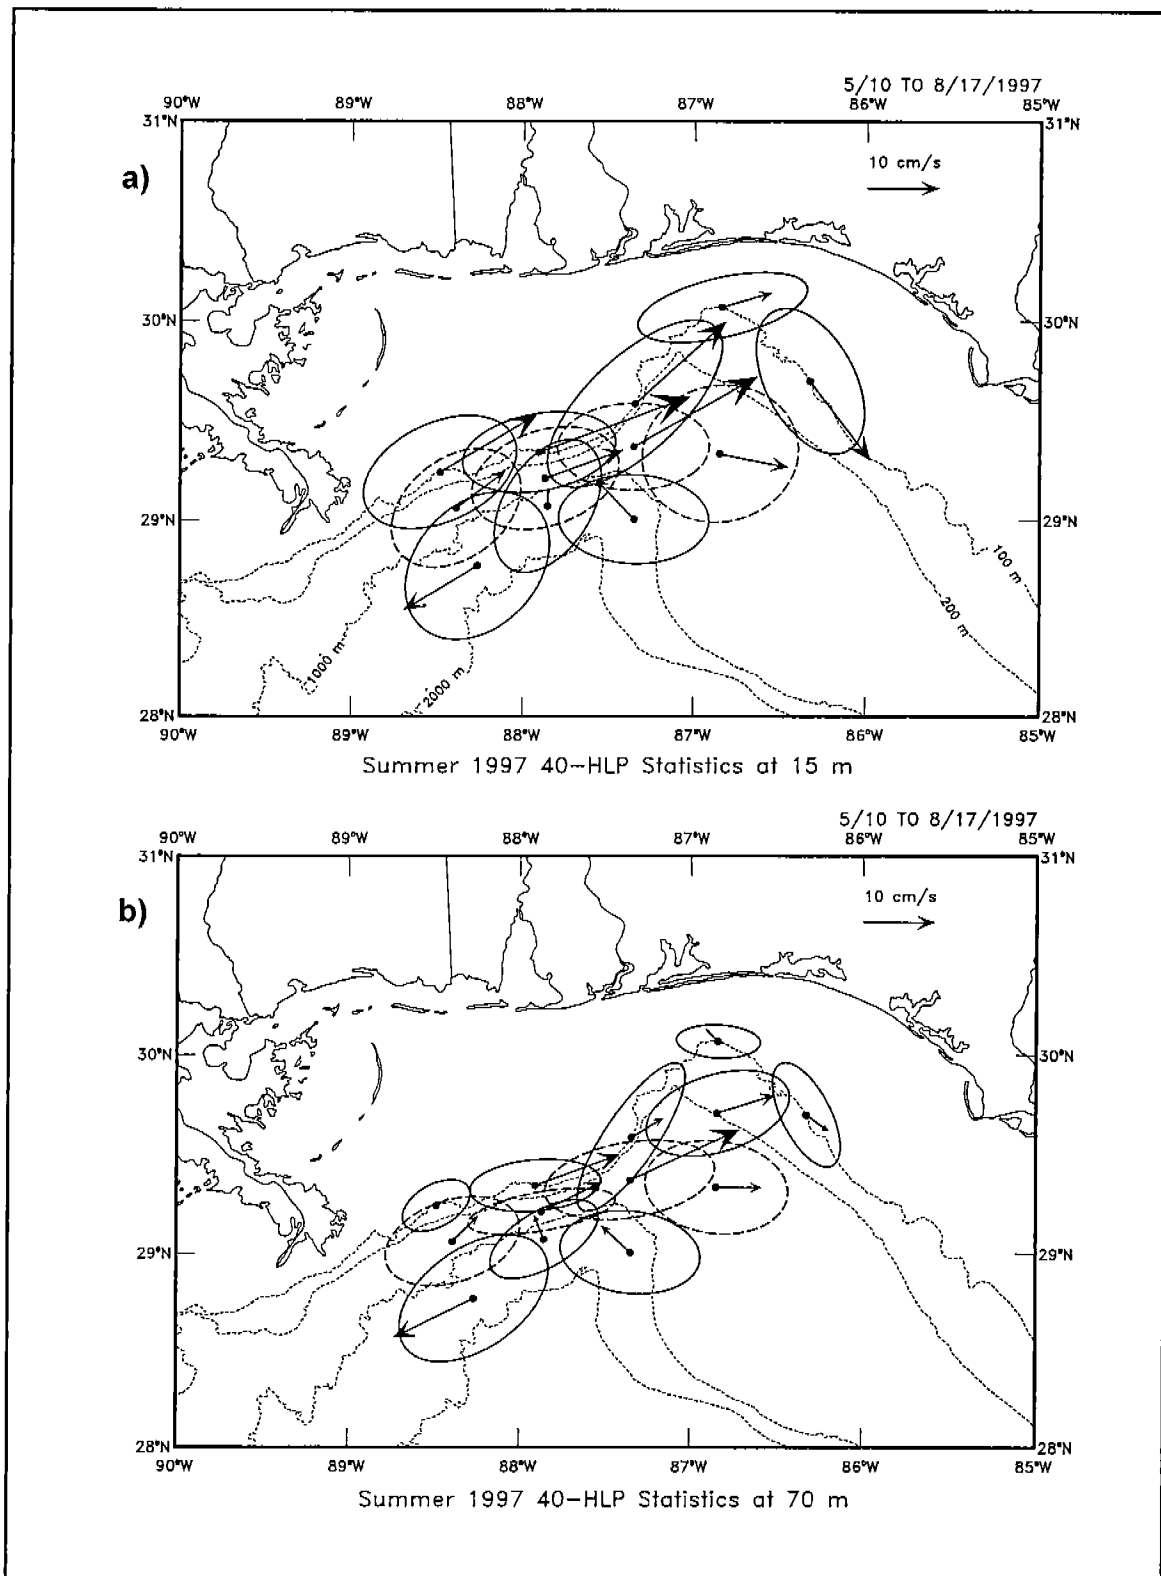 5/10 TO 8/17/1997
90°W 89°W 88°W 87°W 86°W 85°W
31°N 31°N
a)
10 cm/s
30°N 30°N
29°N 29°N
100 m
200 m
1000 m
2000 m
28°N 28°N
90°W 89°W 88°W 87°W 86°W 85°W
Summer 1997 40-HLP Statistics at 15 m
5/10 TO 8/17/1997
90°W 89°W 88°W 87°W 86°W 85°W
31°N 31°N
b)
10 cm/s
30°N 30°N
29°N 29°N
28°N 28°N
90°W 89°W 88°W 87°W 86°W 85°W
Summer 1997 40-HLP Statistics at 70 m